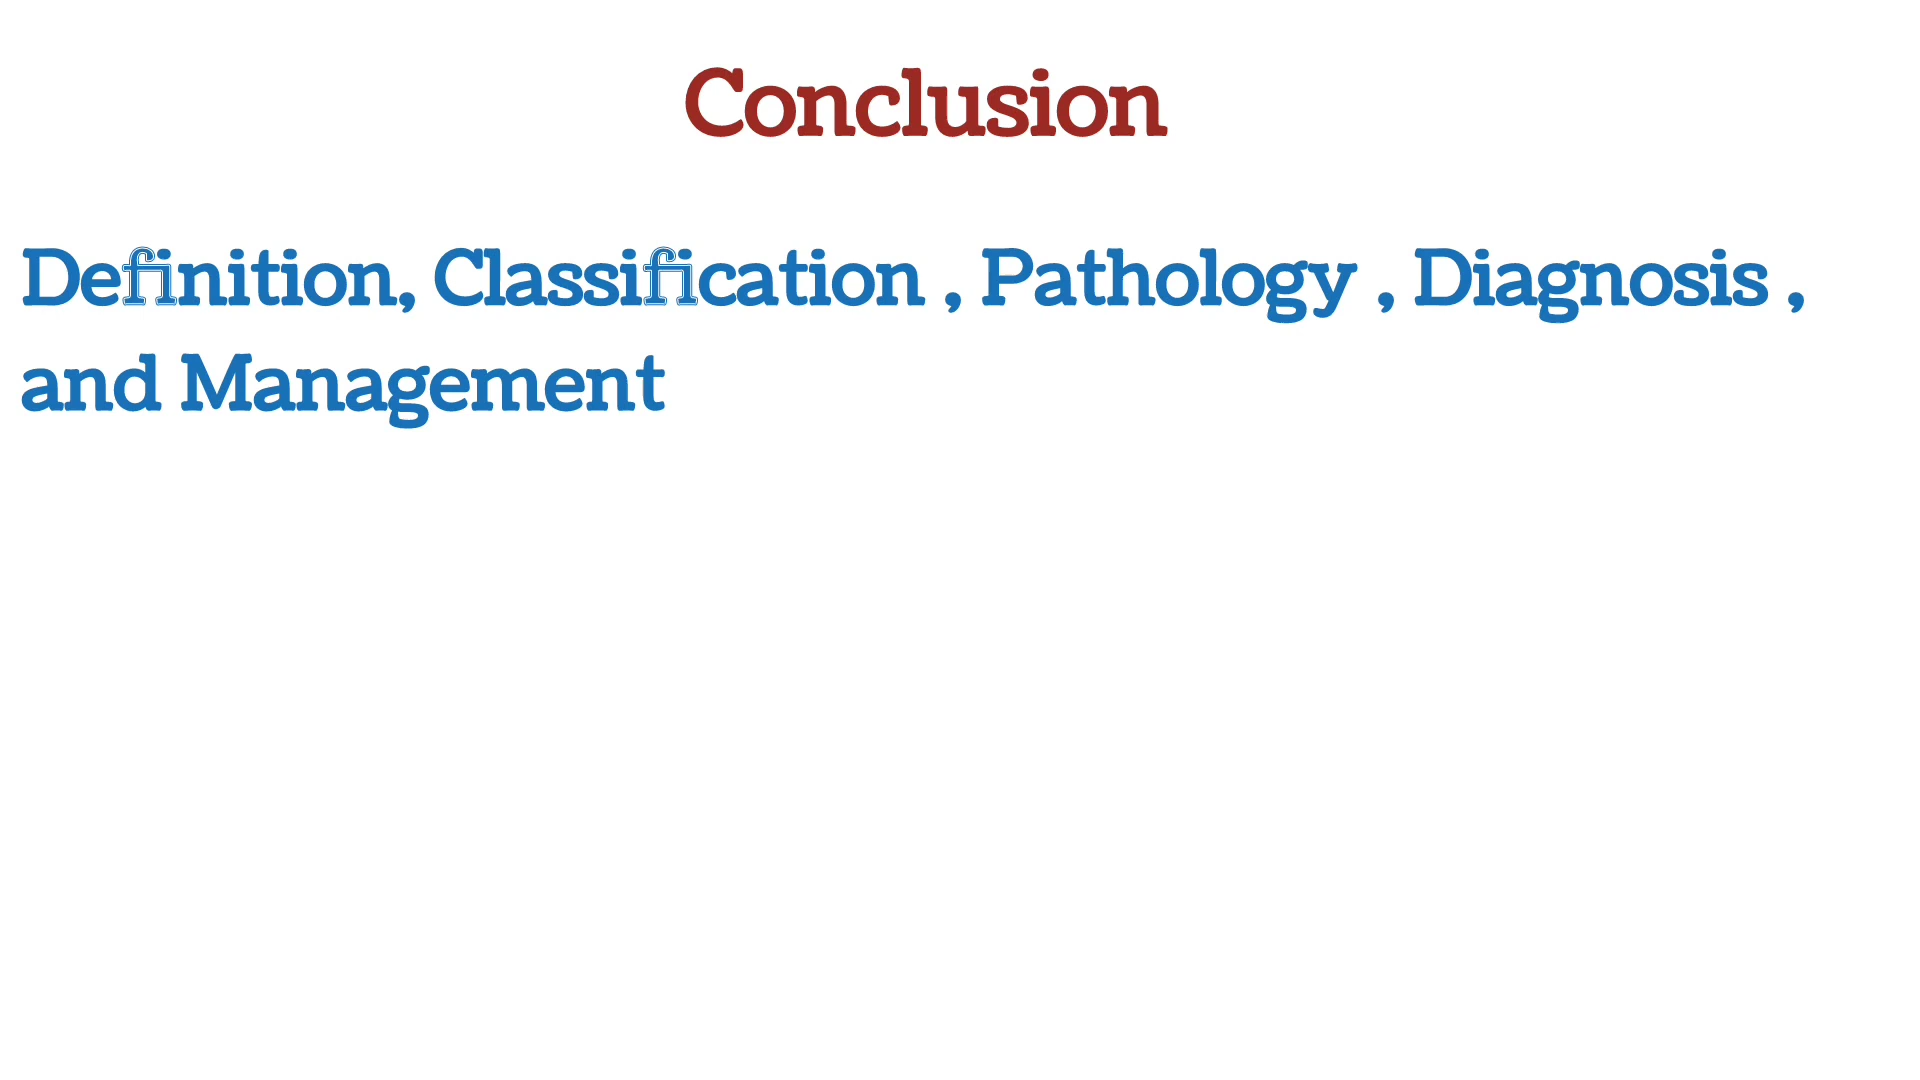 Conclusion
Definition, Classification , Pathology , Diagnosis ,
and Management